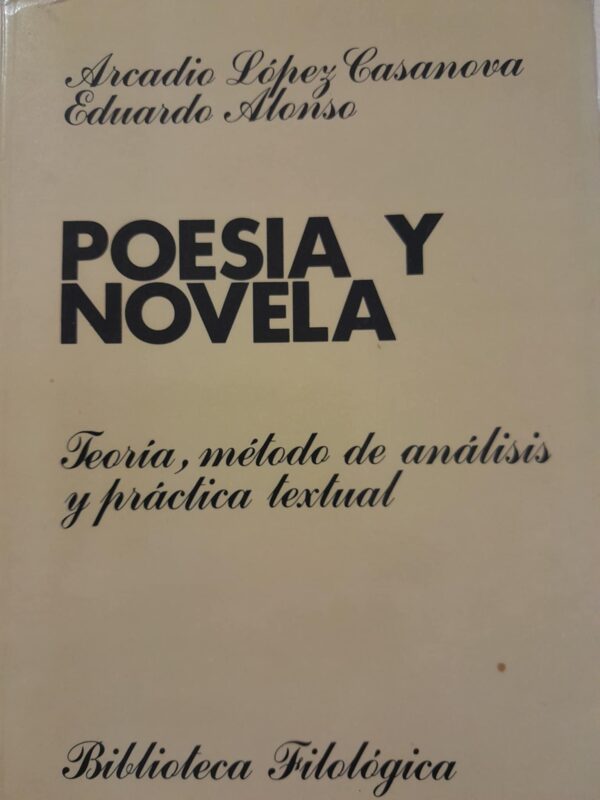 Arcadio López Casanova
Eduardo Alonso
POESIA Y
NOVELA
Teoría, método de análisis
y práctica textual
Biblioteca Filológica